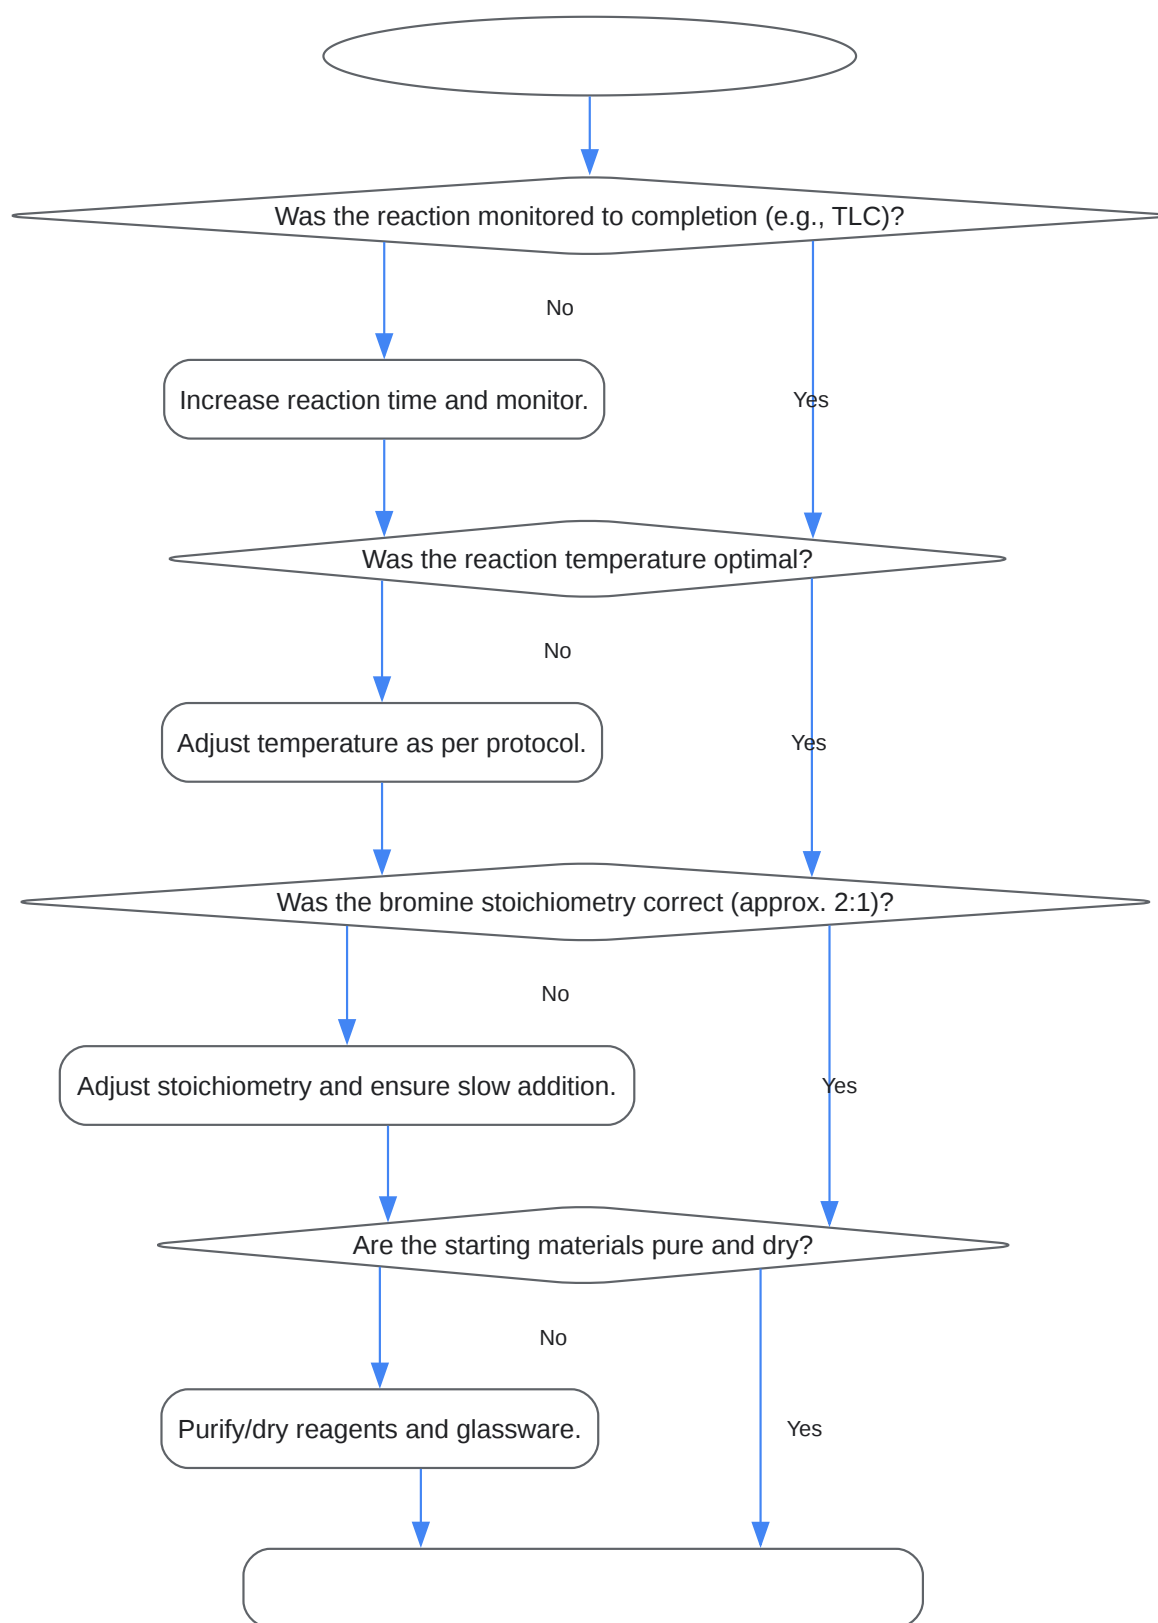 Was the reaction monitored to completion (e.g., TLC)?
No
Increase reaction time and monitor.
Yes
Was the reaction temperature optimal?
No
Adjust temperature as per protocol.
Yes
Was the bromine stoichiometry correct (approx. 2:1)?
No
Adjust stoichiometry and ensure slow addition.
Yes
Are the starting materials pure and dry?
No
Purify/dry reagents and glassware.
Yes